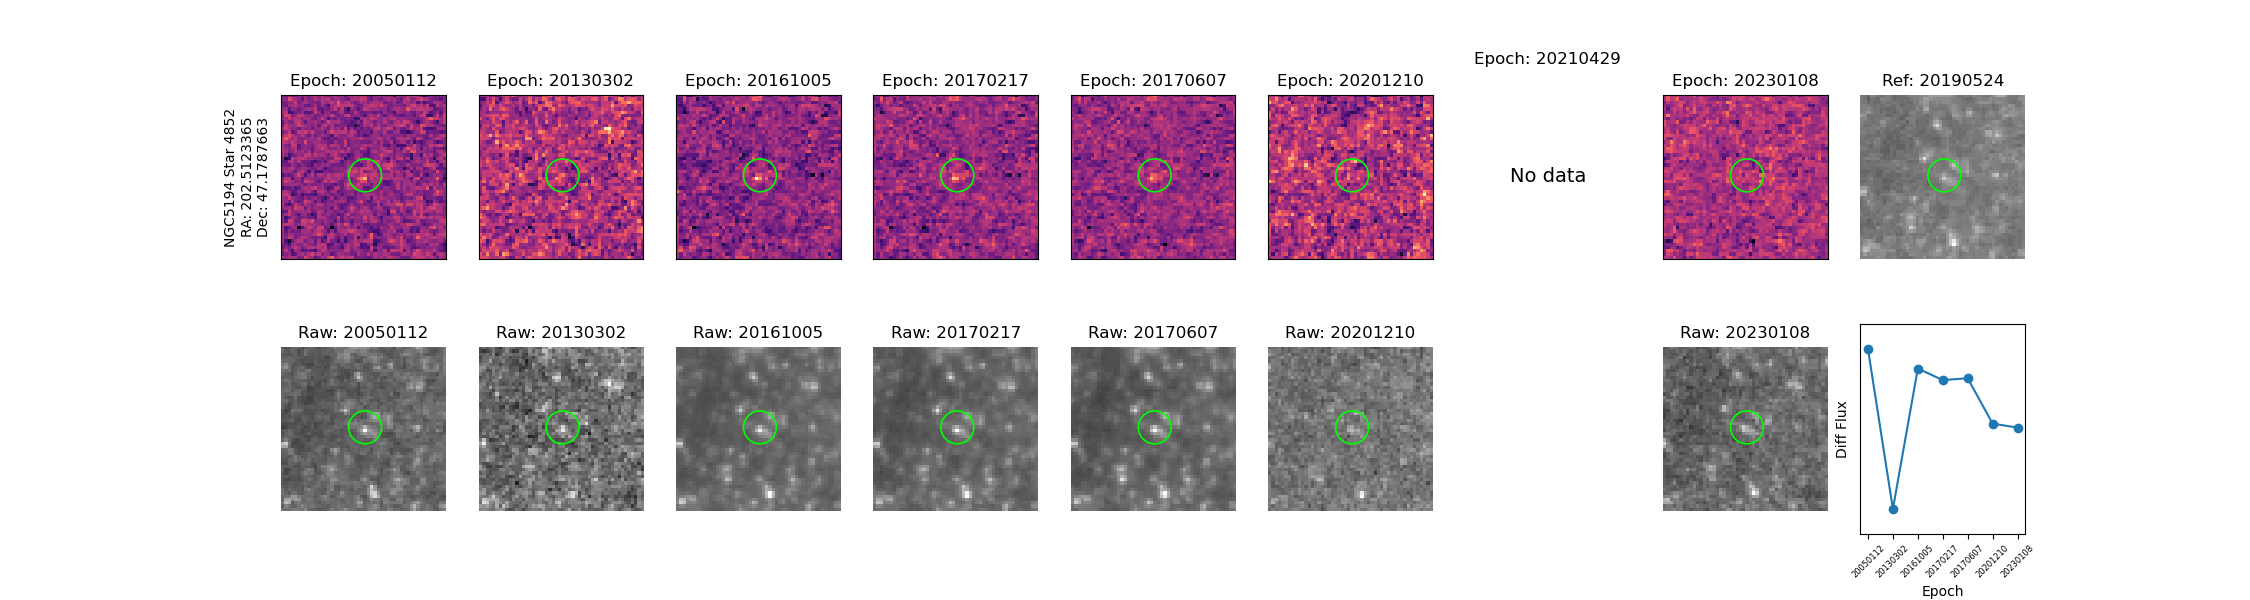 Epoch: 20210429
Epoch: 20050112
Epoch: 20130302
Epoch: 20161005
Epoch: 20170217
Epoch: 20170607
Epoch: 20201210
Epoch: 20230108
Ref: 20190524
NGC5194 Star 4852
RA: 202.5123365
Dec: 47.1787663
No data
Raw: 20050112
Raw: 20130302
Raw: 20161005
Raw: 20170217
Raw: 20170607
Raw: 20201210
Raw: 20230108
Diff Flux
20050112
20130302
20161005
20170217
20170607
20201210
20230108
Epoch